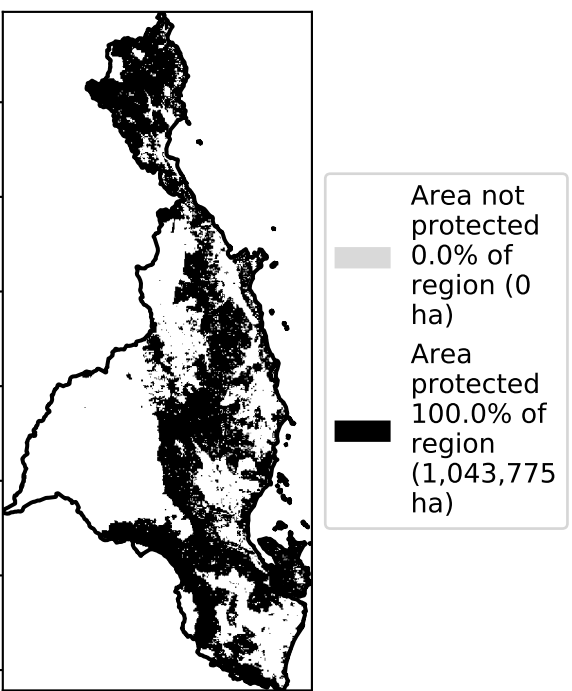 Area not
protected
0.0% of
region (0
ha)
Area
protected
100.0% of
region
(1,043,775
ha)